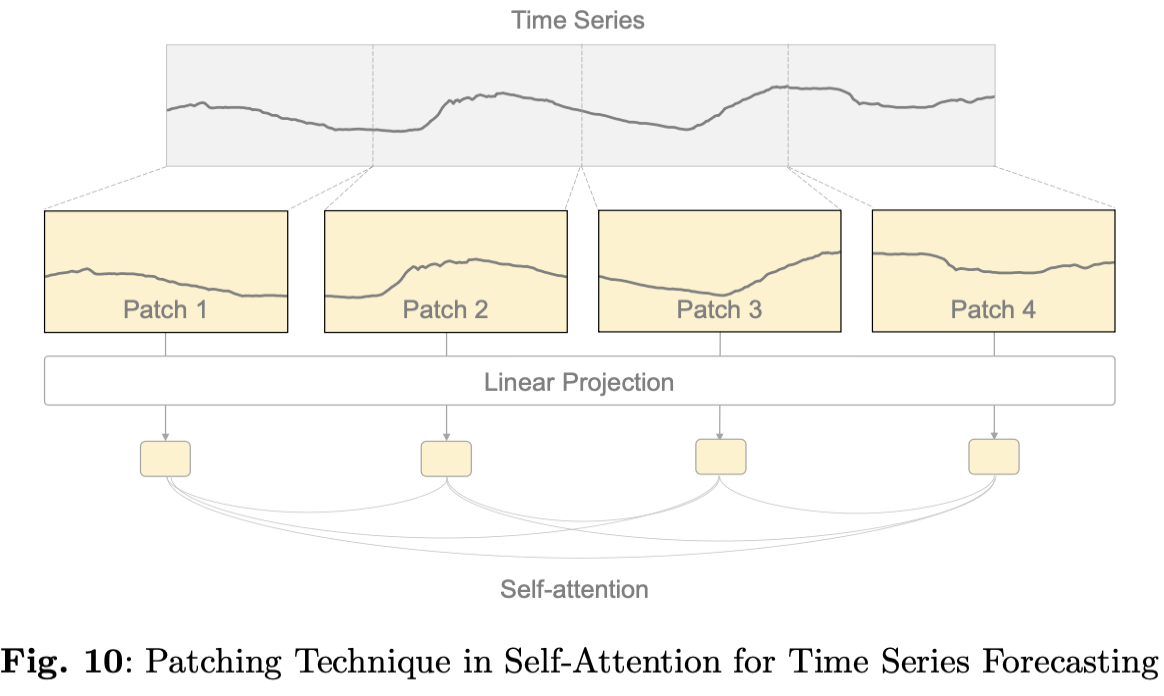 Time Series
Patch 1
Patch 2
Patch 3
Patch 4
Linear Projection
Self-attention
Fig. 10: Patching Technique in Self-Attention for Time Series Forecasting